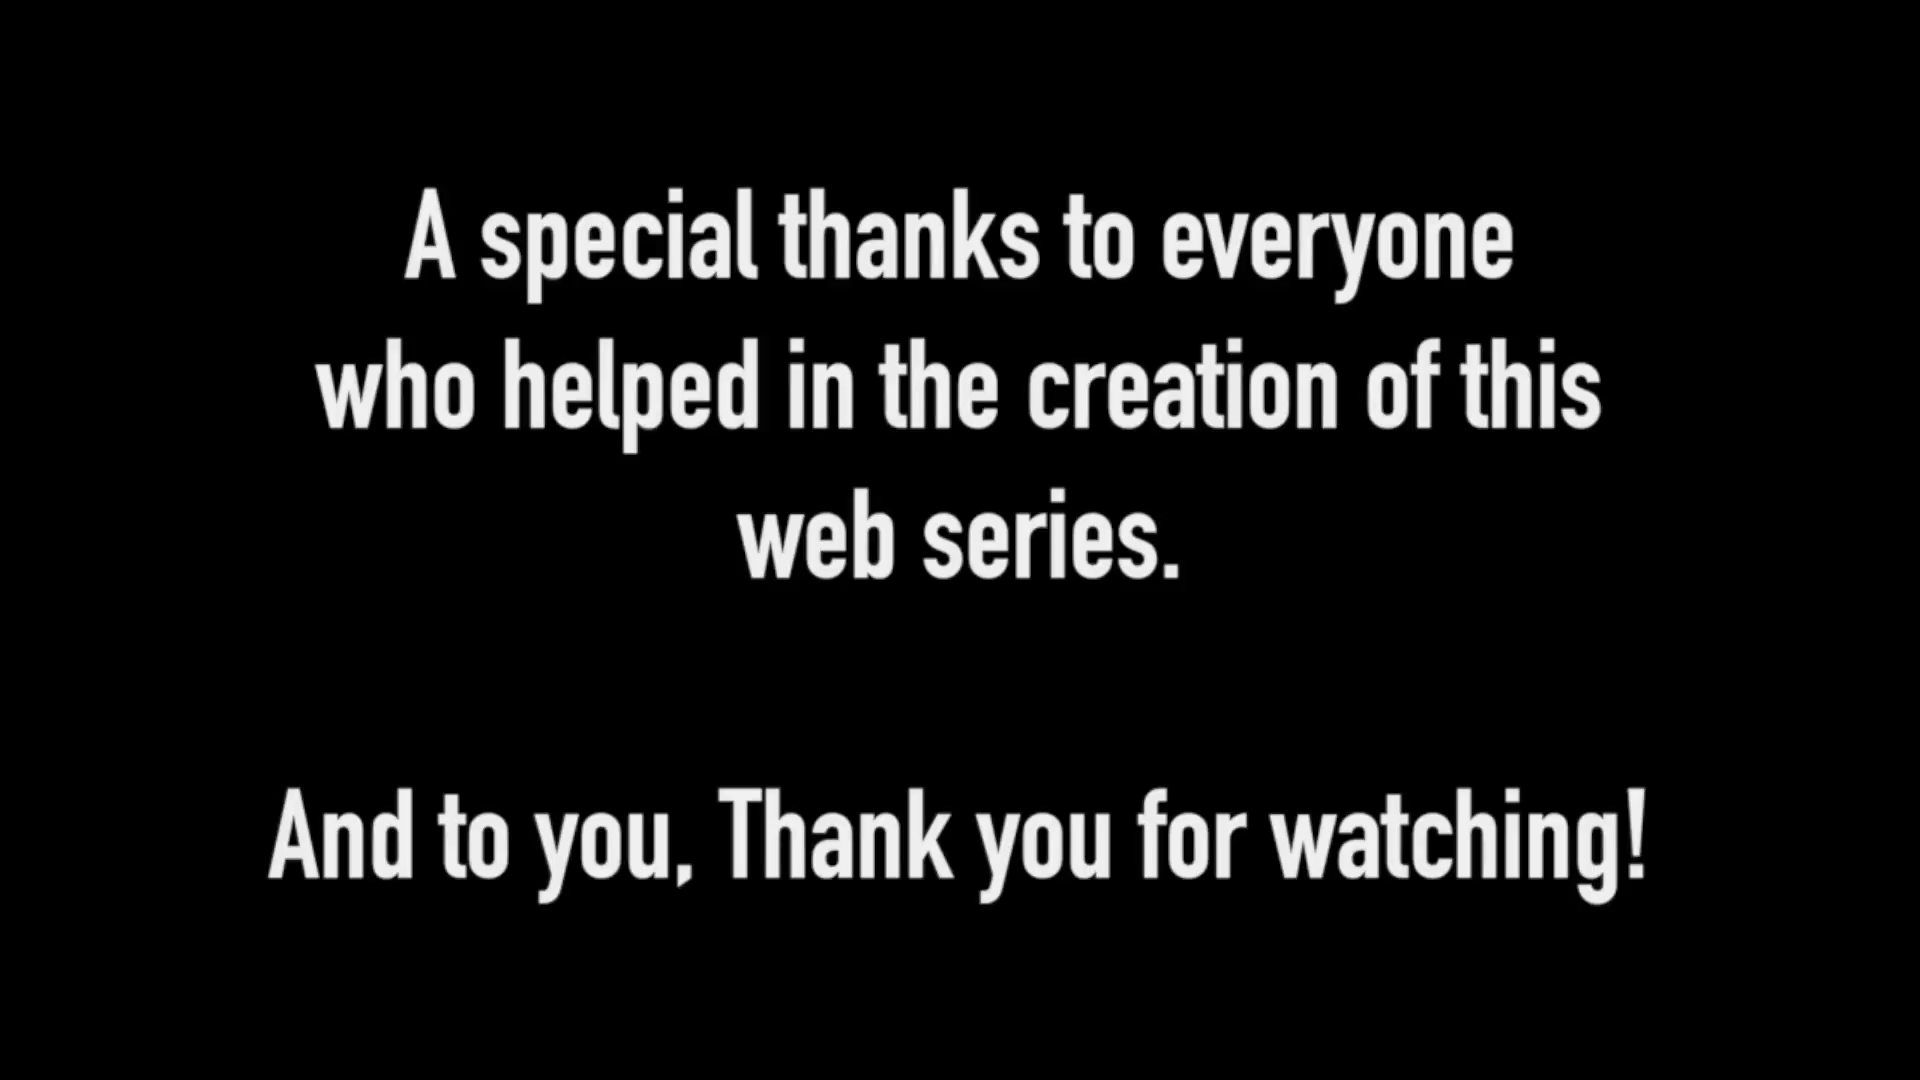 A special thanks to everyone
who helped in the creation of this
web series.
And to you, Thank you for watching!